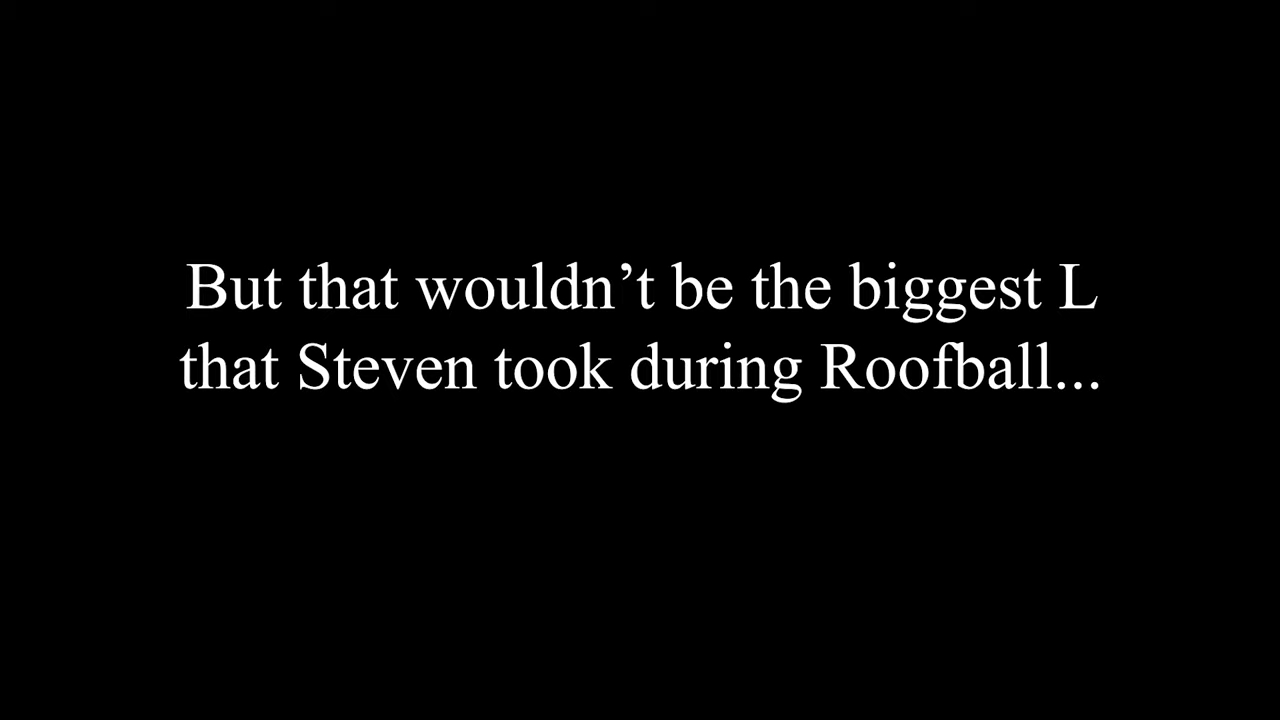 But that wouldn’t be the biggest L
that Steven took during Roofball...